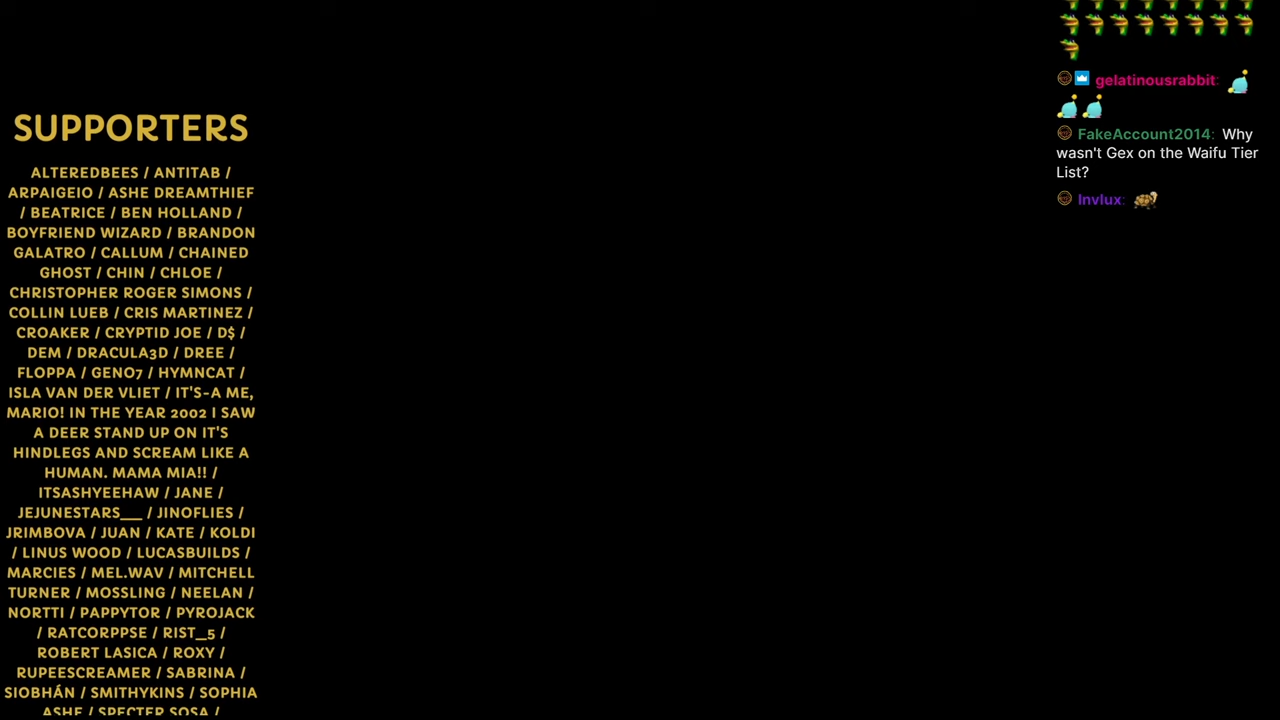 SUPPORTERS
ALTEREDBEES / ANTITAB /
ARPAIGEIO / ASHE DREAMTHIEF
/ BEATRICE / BEN HOLLAND /
BOYFRIEND WIZARD / BRANDON
GALATRO / CALLUM / CHAINED
GHOST / CHIN / CHLOE /
CHRISTOPHER ROGER SIMONS /
COLLIN LUEB / CRIS MARTINEZ /
CROAKER / CRYPTID JOE / D$ /
DEM / DRACULA3D / DREE /
FLOPPA / GENO7 / HYMNCAT /
ISLA VAN DER VLIET / IT'S-A ME,
MARIO! IN THE YEAR 2002 I SAW
A DEER STAND UP ON IT'S
HINDLEGS AND SCREAM LIKE A
HUMAN. MAMA MIA!! /
ITSASHYEEHAW / JANE /
JEJUNESTARS__ / JINOFLIES /
JRIMBOVA / JUAN / KATE / KOLDI
/ LINUS WOOD / LUCASBUILDS /
MARCIES / MEL.WAV / MITCHELL
TURNER / MOSSLING / NEELAN /
NORTTI / PAPPYTOR / PYROJACK
/ RATCORPPSE / RIST_5 /
ROBERT LASICA / ROXY /
RUPEESCREAMER / SABRINA /
SIOBHÁN / SMITHYKINS / SOPHIA
ASHE / SPECTER SOSA /
gelatinousrabbit:
FakeAccount2014: Why
wasn't Gex on the Waifu Tier
List?
Invlux: